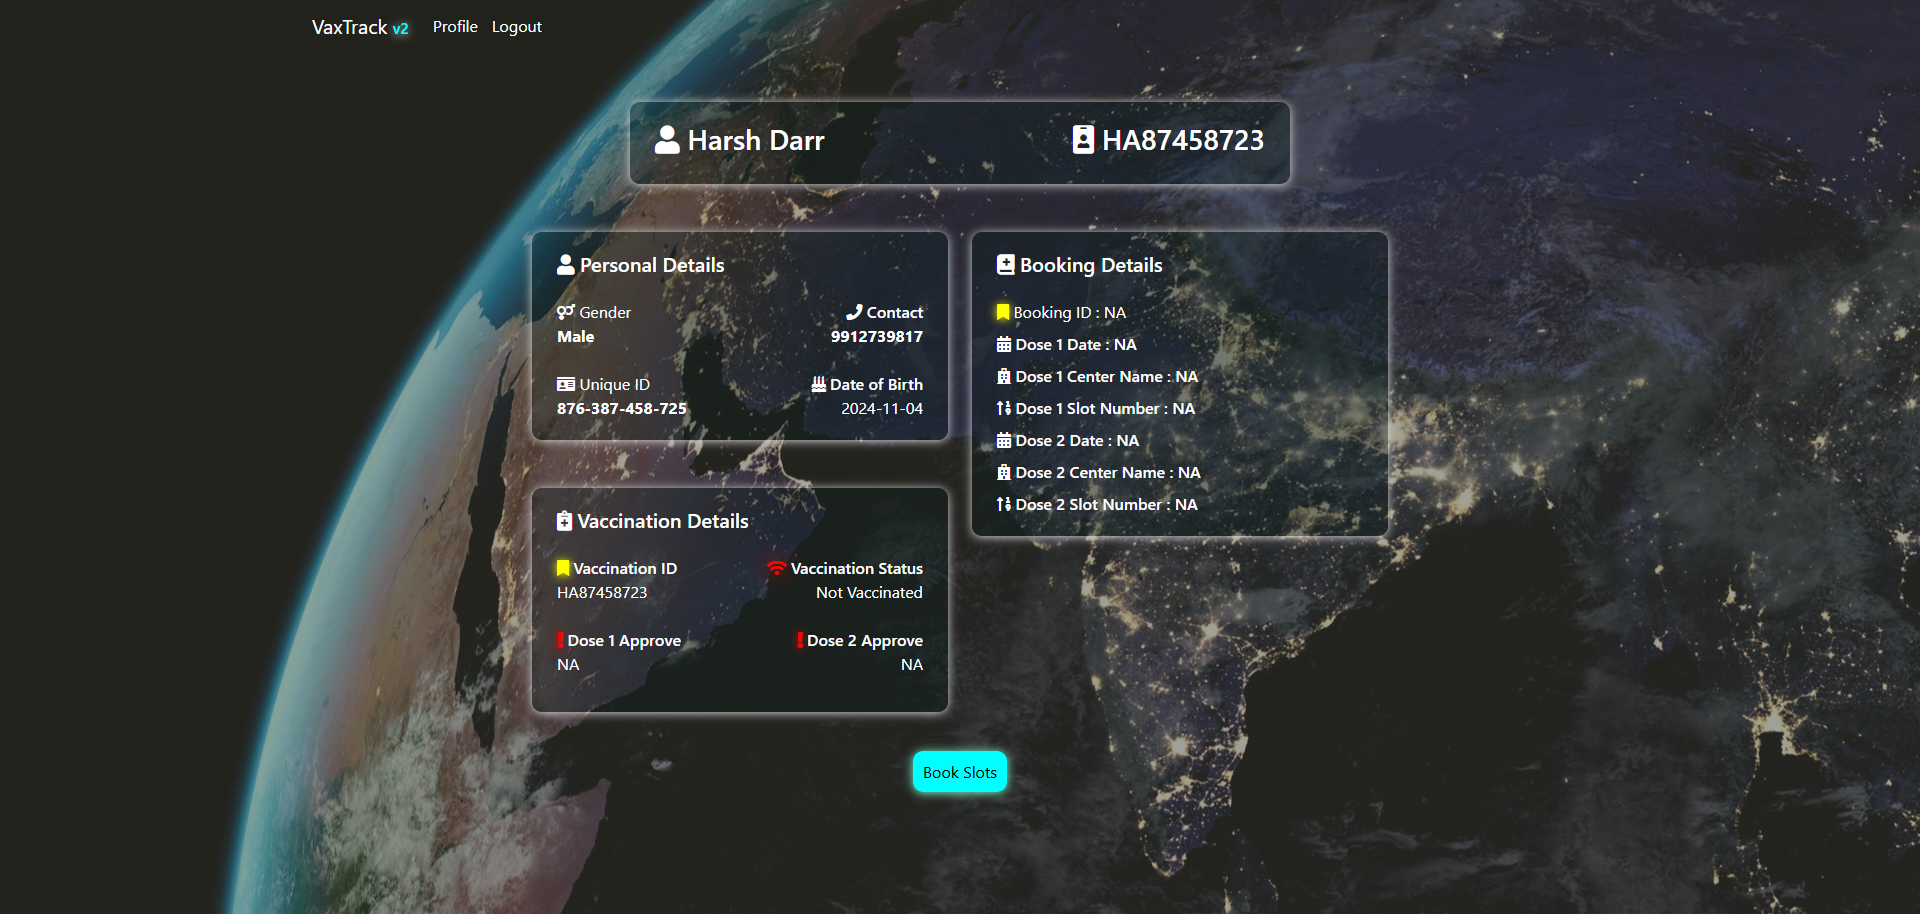 VaxTrack v2 Profile Logout
Harsh Darr HA87458723
Personal Details
Gender Contact
Male 9912739817
Unique ID Date of Birth
876-387-458-725 2024-11-04
Booking Details
Booking ID : NA
Dose 1 Date : NA
Dose 1 Center Name : NA
Dose 1 Slot Number : NA
Dose 2 Date : NA
Dose 2 Center Name : NA
Dose 2 Slot Number : NA
Vaccination Details
Vaccination ID Vaccination Status
HA87458723 Not Vaccinated
Dose 1 Approve Dose 2 Approve
NA NA
Book Slots